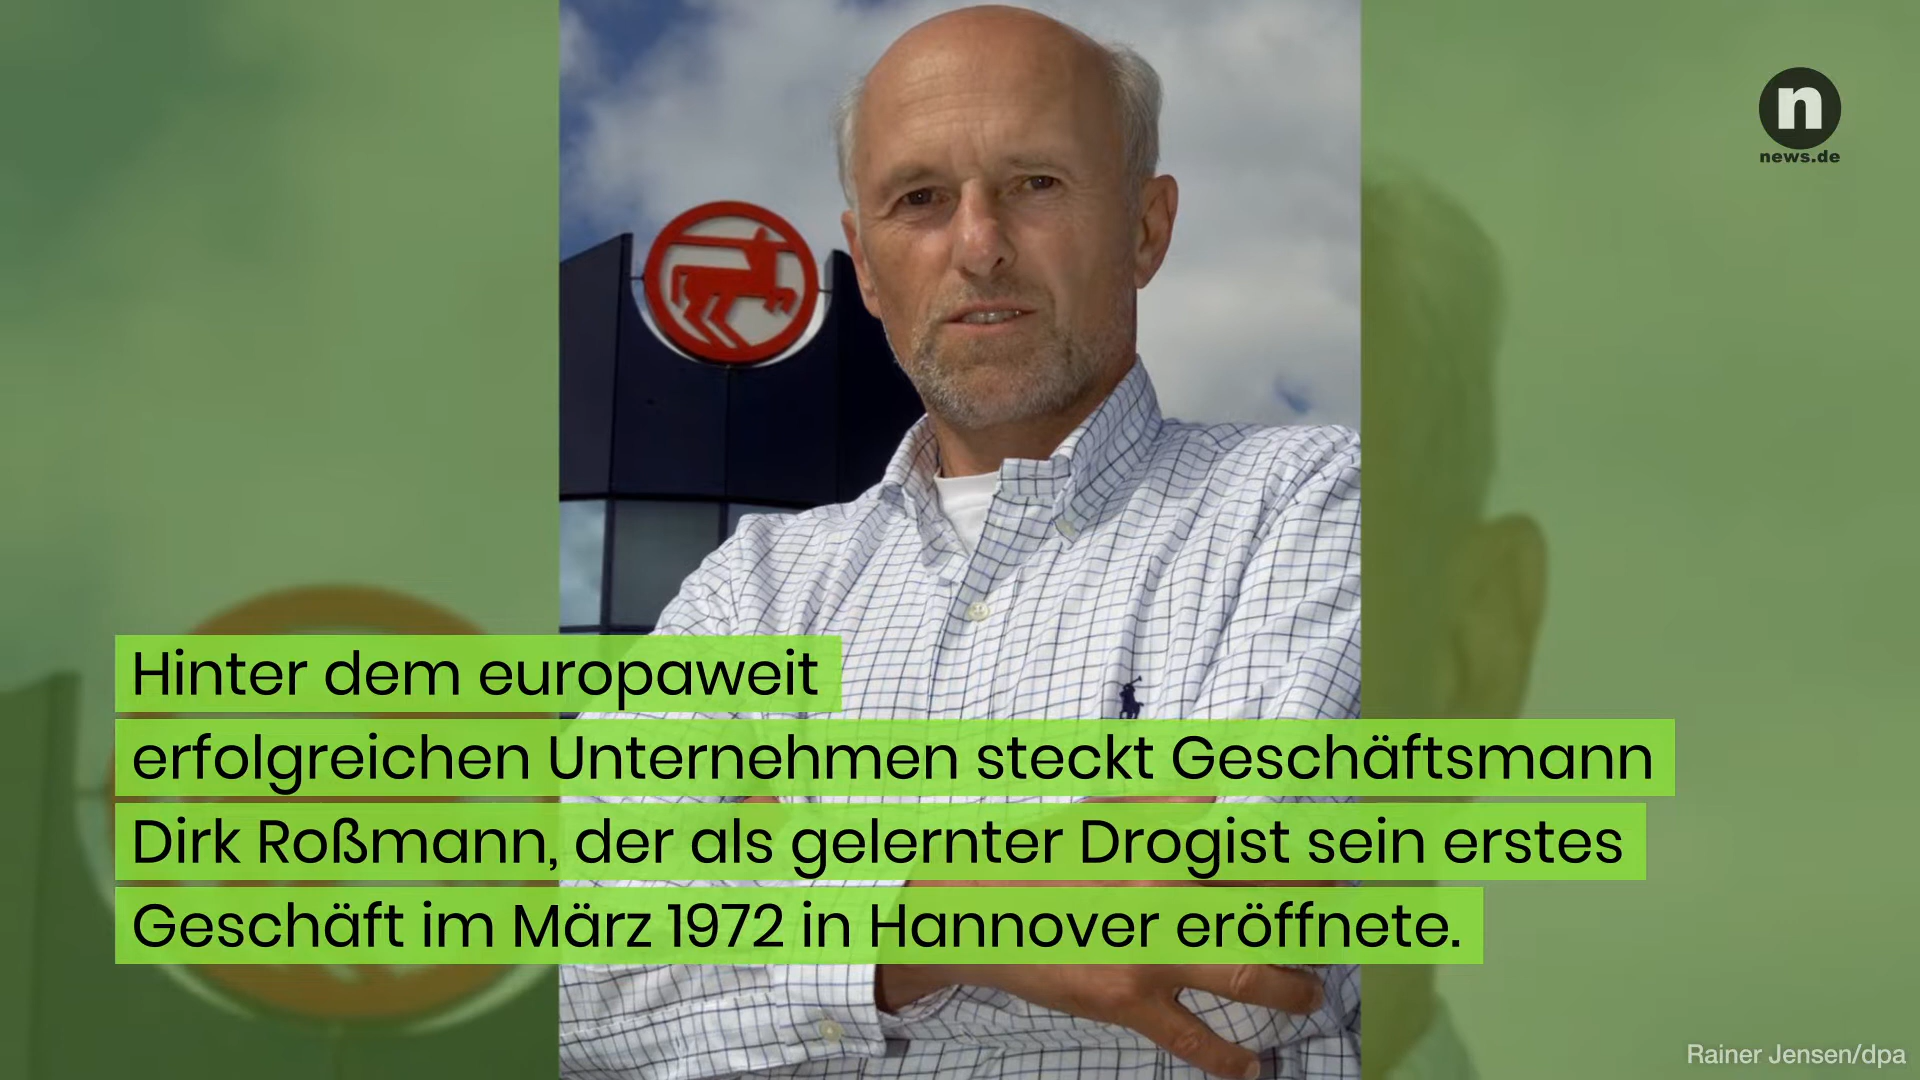 n
news.de
Hinter dem europaweit
erfolgreichen Unternehmen steckt Geschäftsmann
Dirk Roßmann, der als gelernter Drogist sein erstes
Geschäft im März 1972 in Hannover eröffnete.
Rainer Jensen/dpa